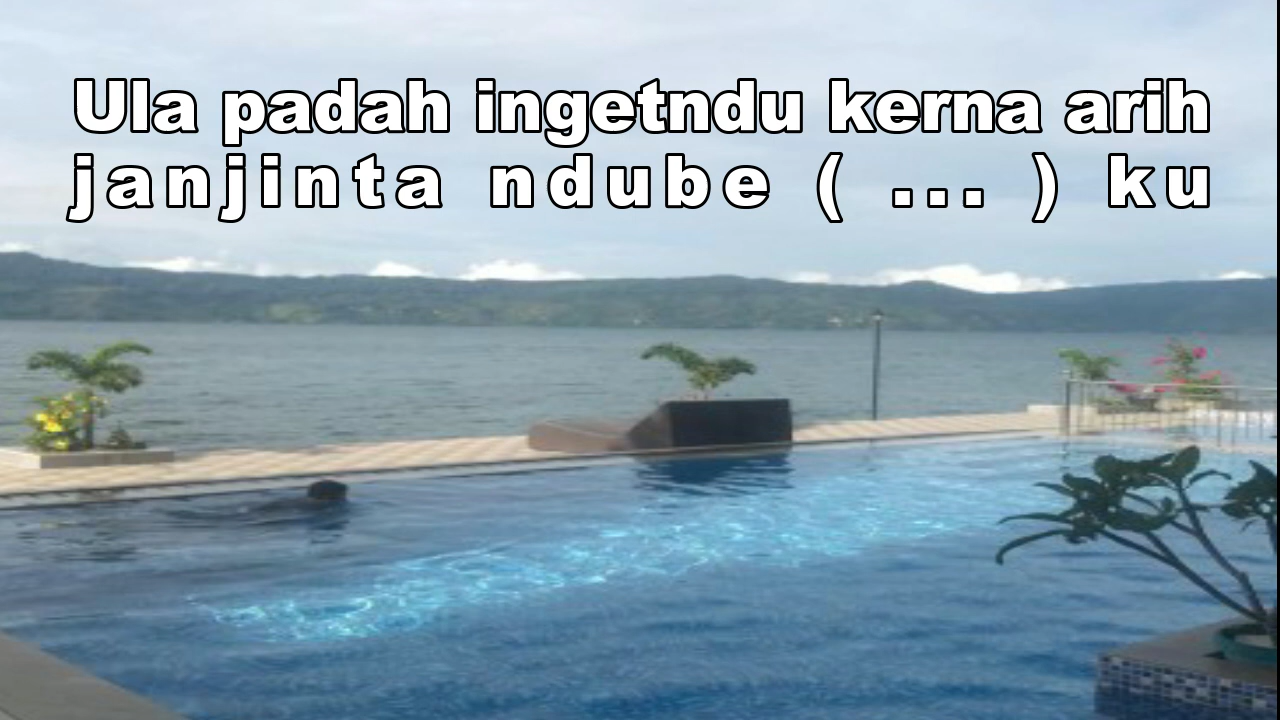 Ula padah ingetndu kerna arih
janjinta ndube ( ... ) ku